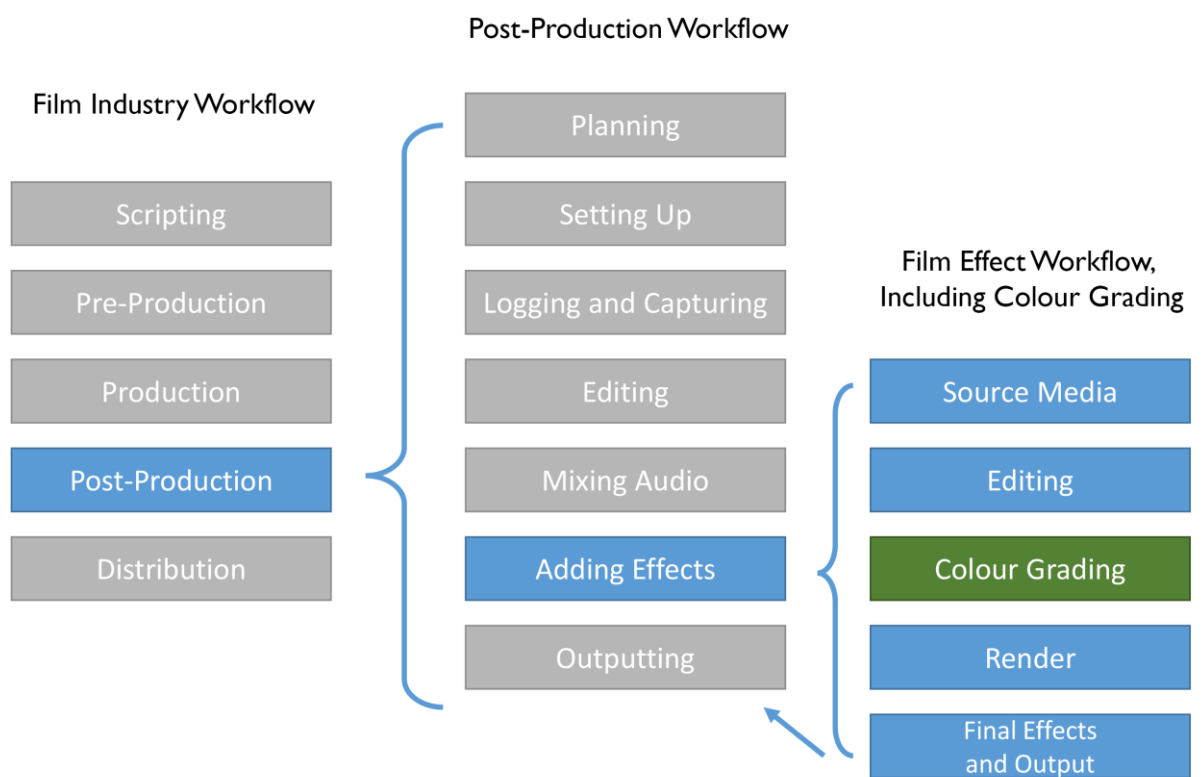 Post-Production Workflow
Film Industry Workflow
Planning
Scripting
Setting Up
Film Effect Workflow,
Including Colour Grading
Pre-Production
Logging and Capturing
Production
Editing
Source Media
Post-Production
Mixing Audio
Editing
Distribution
Adding Effects
Colour Grading
Outputting
Render
Final Effects
and Output